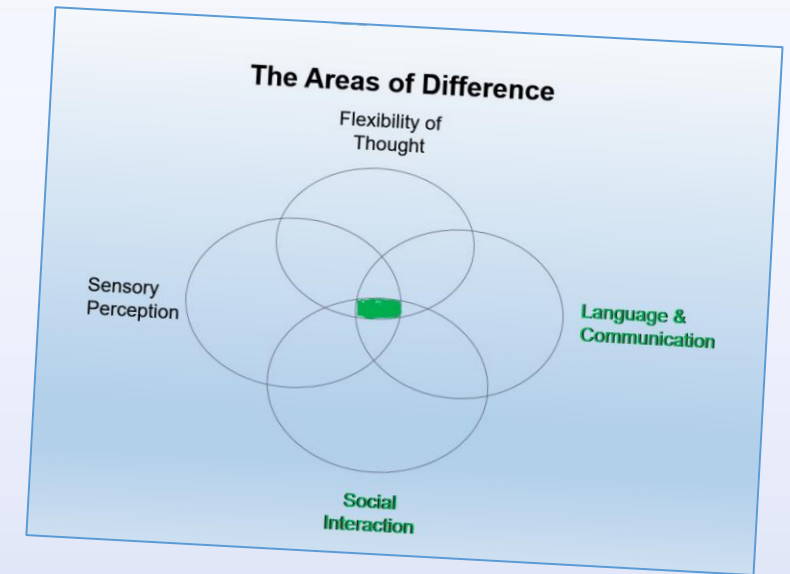 The Areas of Difference
Flexibility of
Thought
Sensory
Perception
Language &
Communication
Social
Interaction